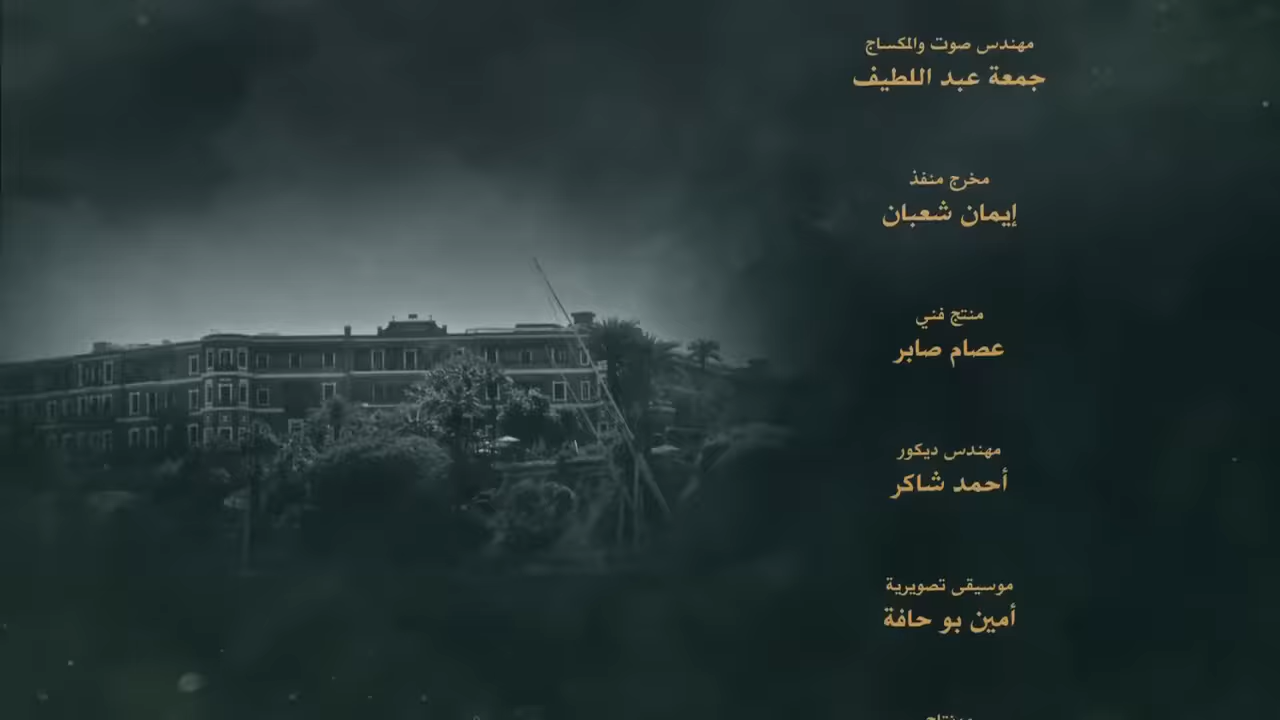 مهندس صوت والمكساج
جمعة عبد اللطيف
مخرج منفذ
إيمان شعبان
منتج فني
عصام صابر
مهندس ديكور
أحمد شاكر
موسيقى تصويرية
أمين بو حافة